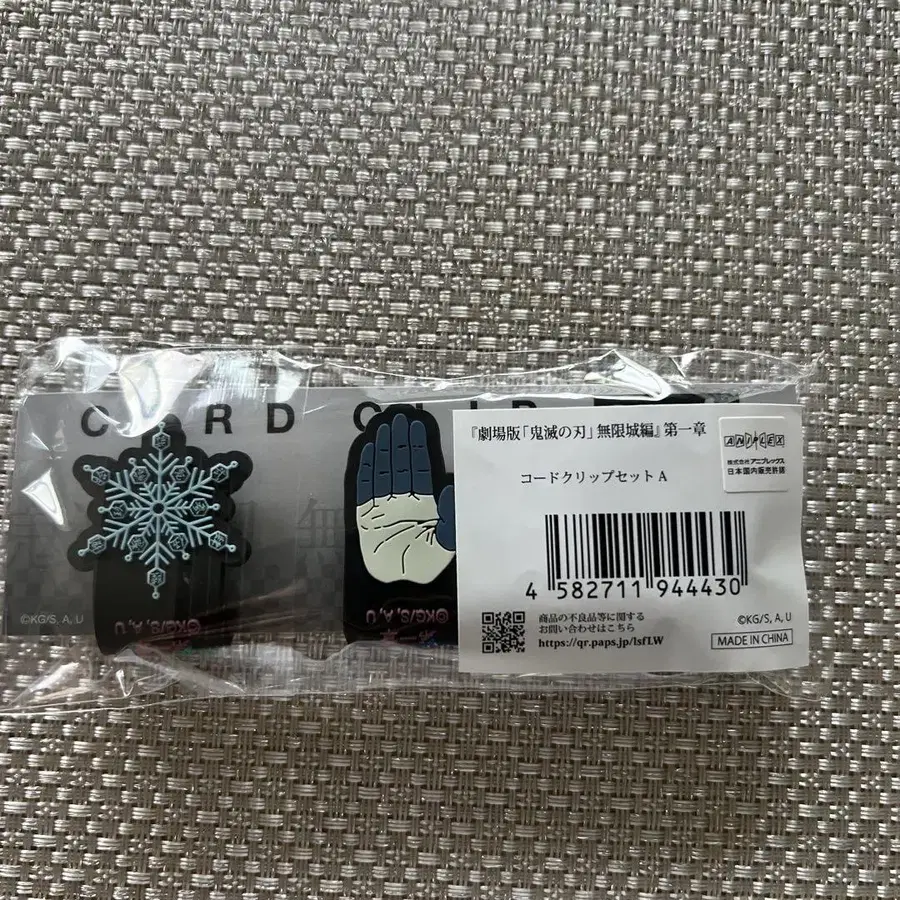 CORD CLIP
『劇場版「鬼滅の刃」無限城編』第一章
コードクリップセット A
ANIPLEX
株式会社アニプレックス
日本国内販売許諾
4 582711 944430
商品の不良品等に関する
お問い合わせはこちら
https://qr.paps.jp/lsf1W
©KG/S, A, U
MADE IN CHINA
©KG/S, A, U
©KG/S, A, U
©KG/S, A, U
無